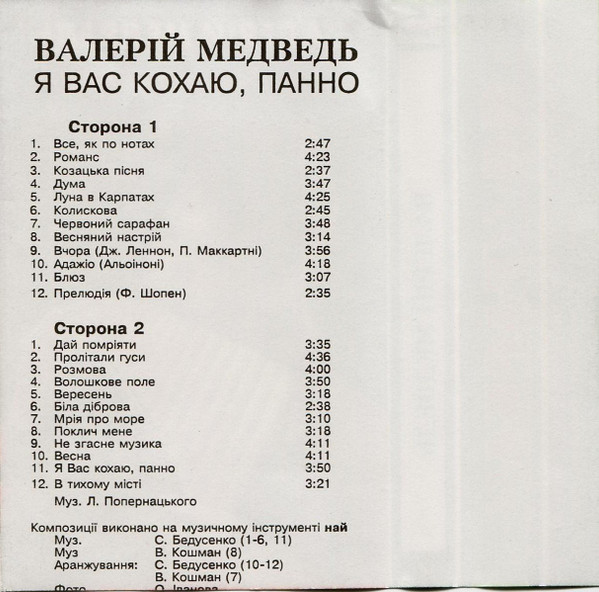 ВАЛЕРІЙ МЕДВЕДЬ
Я ВАС КОХАЮ, ПАННО
Сторона 1
1. Все, як по нотах 2:47
2. Романс 4:23
3. Козацька пісня 2:37
4. Дума 3:47
5. Луна в Карпатах 4:25
6. Колискова 2:45
7. Червоний сарафан 3:48
8. Весняний настрій 3:14
9. Вчора (Дж. Леннон, П. Маккартні) 3:56
10. Адажіо (Альоіноні) 4:18
11. Блюз 3:07
12. Прелюдія (Ф. Шопен) 2:35
Сторона 2
1. Дай поміряти 3:35
2. Пролітали гуси 4:36
3. Розмова 4:00
4. Волошкове поле 3:50
5. Вересень 3:18
6. Біла діброва 2:38
7. Мрія про море 3:10
8. Поклич мене 3:18
9. Не згасне музика 4:11
10. Весна 4:11
11. Я Вас кохаю, панно 3:50
12. В тихому місті 3:21
Муз. Л. Попернацького
Композиції виконано на музичному інструменті най
Муз. С. Бедусенко (1-6, 11)
Муз В. Кошман (8)
Аранжування: С. Бедусенко (10-12)
В. Кошман (7)
Фото О. Іванова